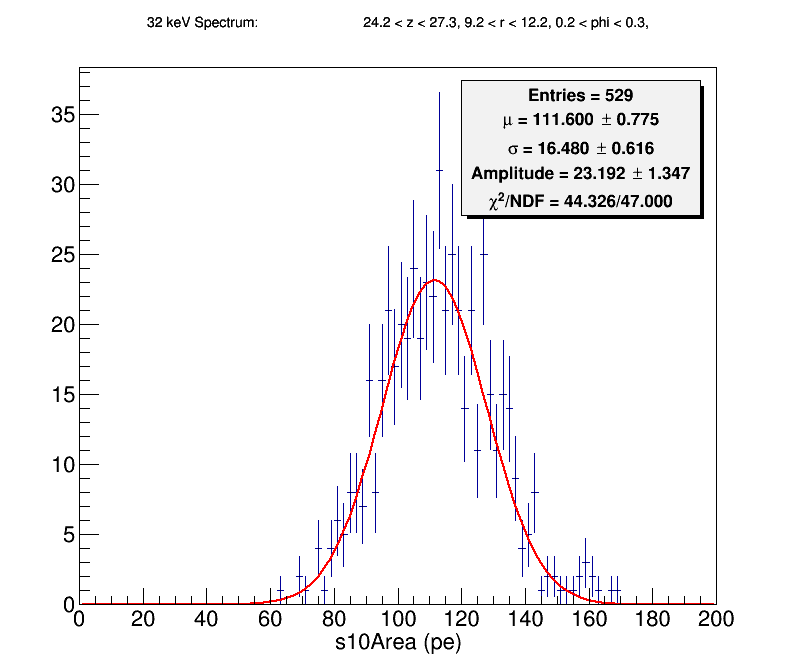 32 keV Spectrum: 24.2 < z < 27.3, 9.2 < r < 12.2, 0.2 < phi < 0.3,
Entries = 529
μ = 111.600 ± 0.775
σ = 16.480 ± 0.616
Amplitude = 23.192 ± 1.347
χ²/NDF = 44.326/47.000
35
30
25
20
15
10
5
0
0 20 40 60 80 100 120 140 160 180 200
s10Area (pe)